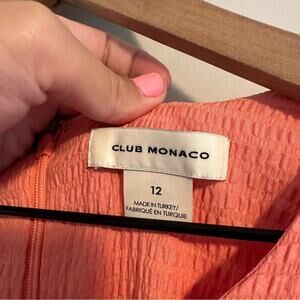 CLUB MONACO
12
MADE IN TURKEY/
FABRIQUÉ EN TURQUIE